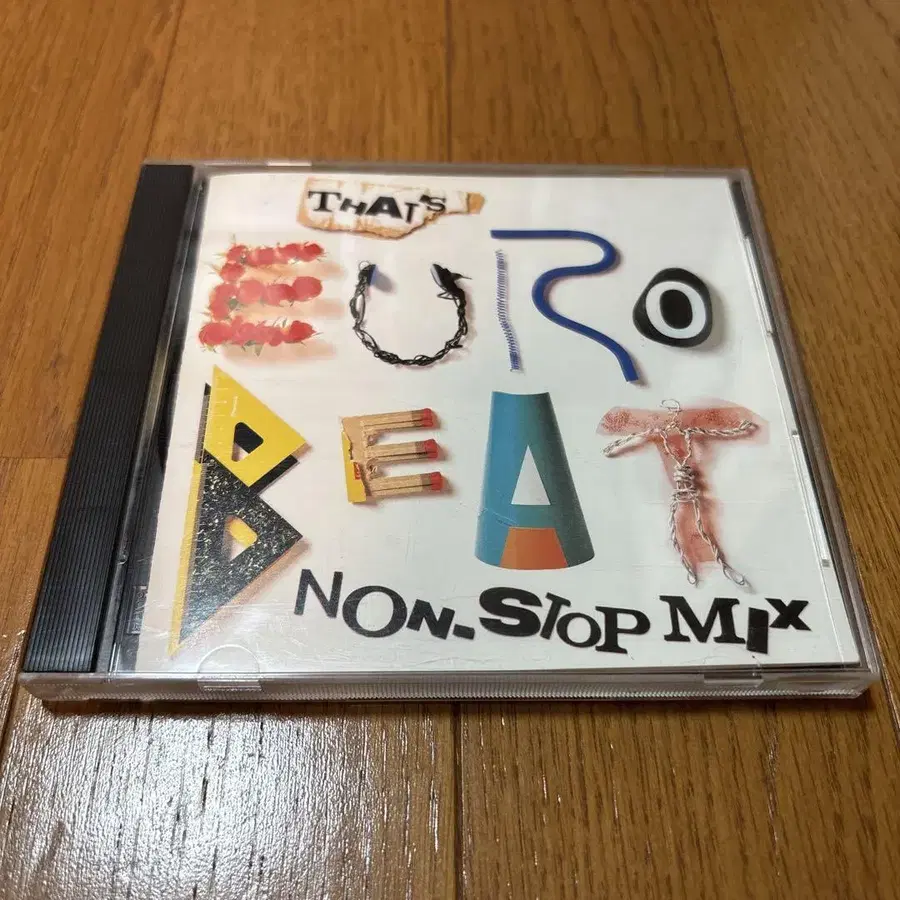 THAT'S
EURO
BEAT
NON-STOP MIX